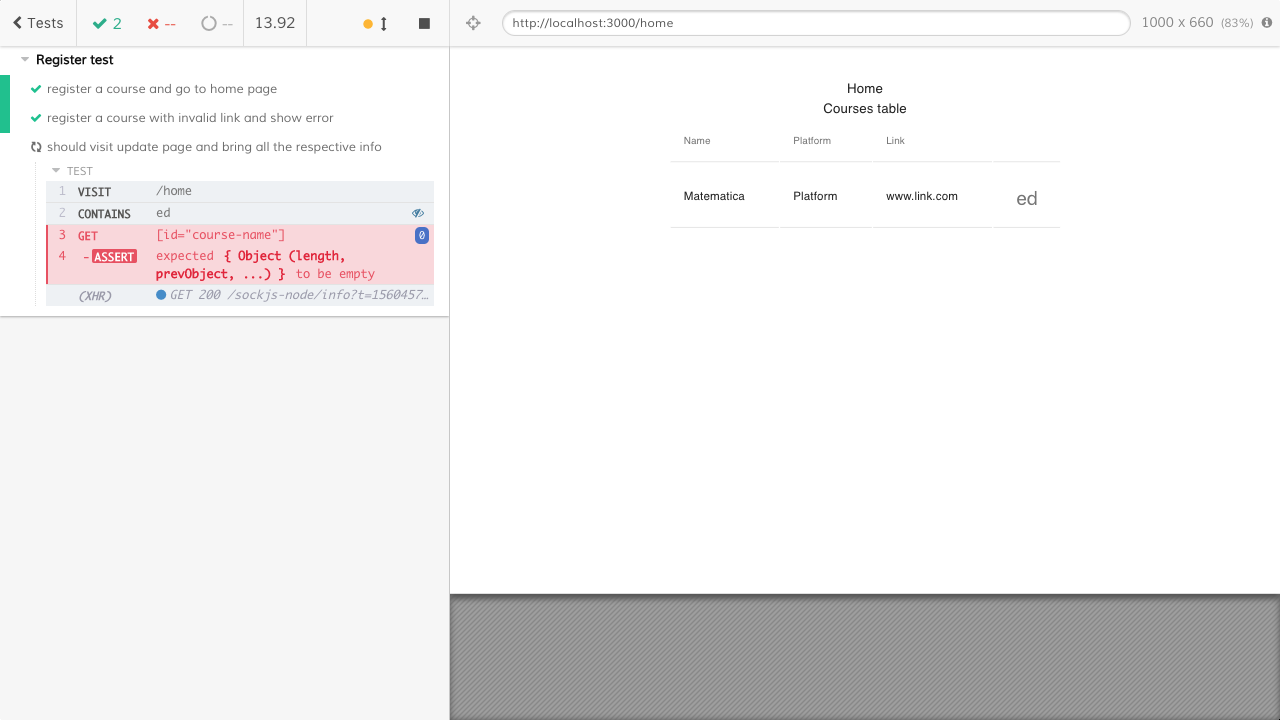 Tests 2 -- -- 13.92
http://localhost:3000/home 1000 x 660 (83%)
Register test
register a course and go to home page
register a course with invalid link and show error
should visit update page and bring all the respective info
TEST
1 VISIT /home
2 CONTAINS ed
3 GET [id="course-name"] 0
4 - ASSERT expected { Object (length,
prevObject, ...) } to be empty
(XHR) GET 200 /sockjs-node/info?t=1560457…
Home
Courses table
Name Platform Link
Matematica Platform www.link.com ed